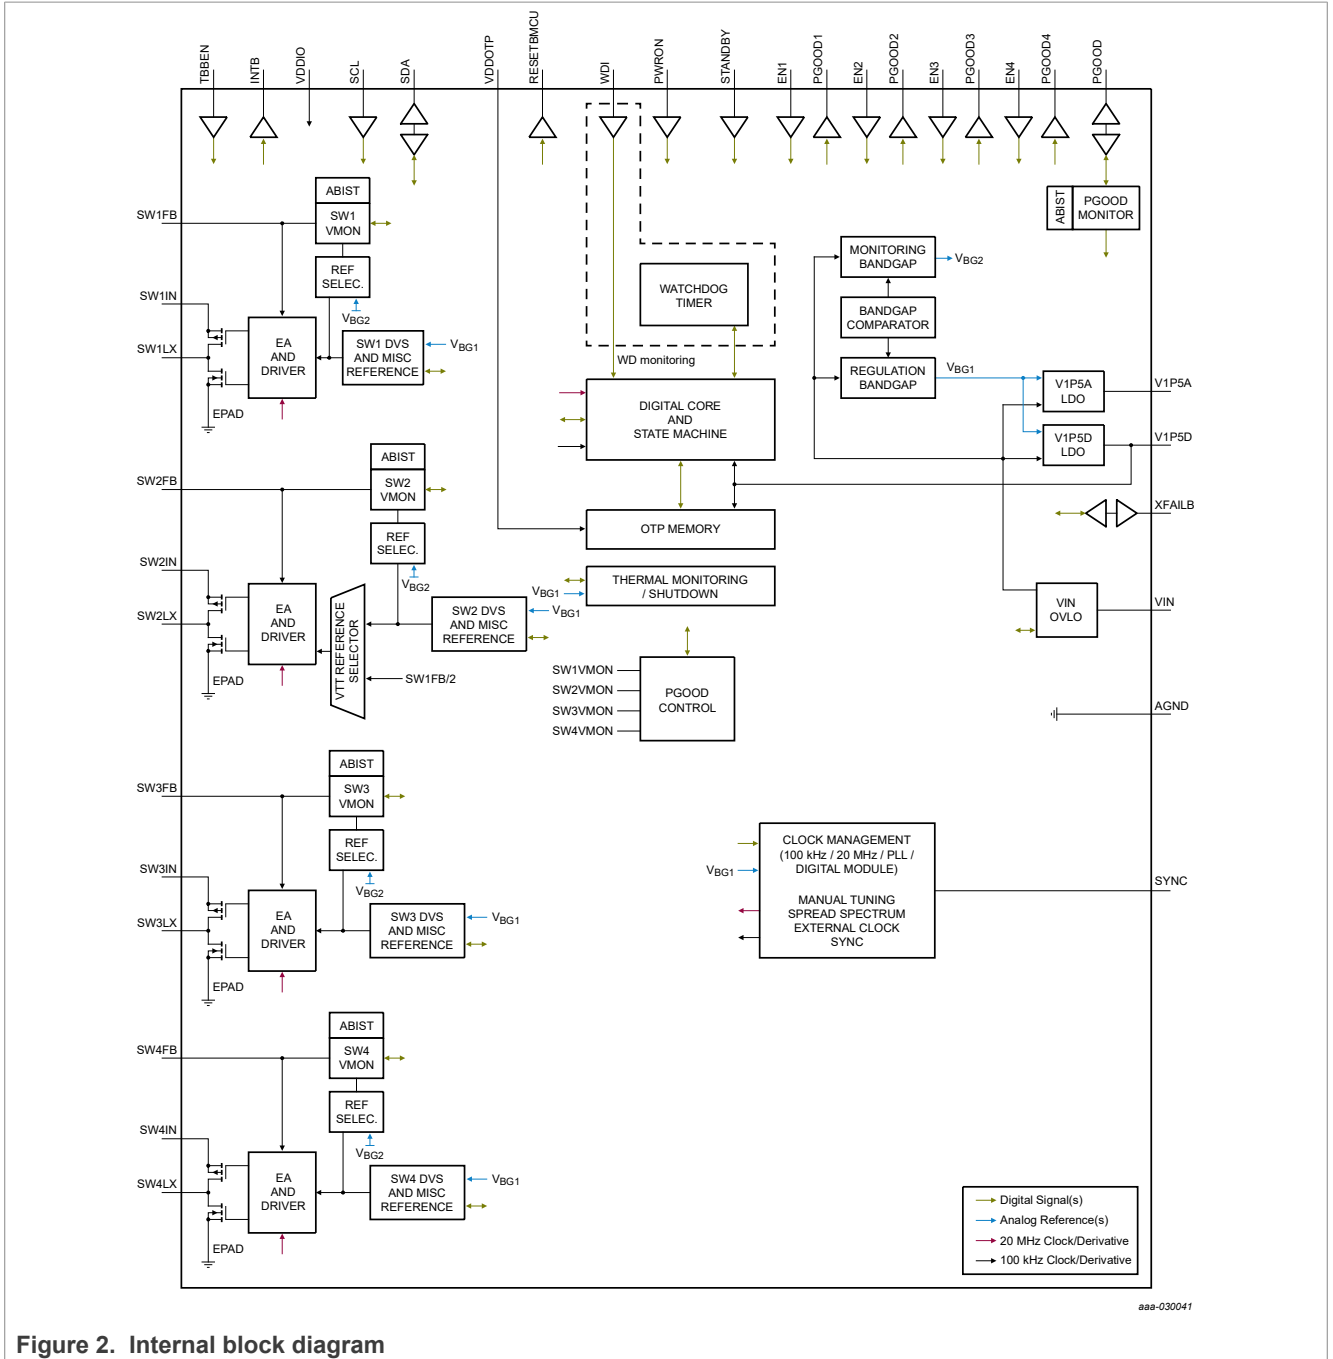 TBBEN
INTB
VDDIO
SCL
SDA
VDDOTP
RESETBMCU
WDI
PWRON
STANDBY
EN1
PGOOD1
EN2
PGOOD2
EN3
PGOOD3
EN4
PGOOD4
PGOOD
ABIST
PGOOD
MONITOR
SW1FB
ABIST
SW1
VMON
REF
SELEC.
VBG2
SW1IN
SW1LX
EA
AND
DRIVER
SW1 DVS
AND MISC
REFERENCE
VBG1
EPAD
WATCHDOG
TIMER
WD monitoring
DIGITAL CORE
AND
STATE MACHINE
OTP MEMORY
VBG1
THERMAL MONITORING
/ SHUTDOWN
SW1VMON
SW2VMON
SW3VMON
SW4VMON
PGOOD
CONTROL
MONITORING
BANDGAP
VBG2
BANDGAP
COMPARATOR
REGULATION
BANDGAP
VBG1
V1P5A
LDO
V1P5A
V1P5D
LDO
V1P5D
XFAILB
VIN
OVLO
VIN
AGND
SW2FB
ABIST
SW2
VMON
REF
SELEC.
VBG2
SW2IN
SW2LX
EA
AND
DRIVER
VTT REFERENCE
SELECTOR
SW2 DVS
AND MISC
REFERENCE
VBG1
SW1FB/2
EPAD
SW3FB
ABIST
SW3
VMON
REF
SELEC.
VBG2
SW3IN
SW3LX
EA
AND
DRIVER
SW3 DVS
AND MISC
REFERENCE
VBG1
EPAD
VBG1
CLOCK MANAGEMENT
(100 kHz / 20 MHz / PLL /
DIGITAL MODULE)
MANUAL TUNING
SPREAD SPECTRUM
EXTERNAL CLOCK
SYNC
SYNC
SW4FB
ABIST
SW4
VMON
REF
SELEC.
VBG2
SW4IN
SW4LX
EA
AND
DRIVER
SW4 DVS
AND MISC
REFERENCE
VBG1
EPAD
Digital Signal(s)
Analog Reference(s)
20 MHz Clock/Derivative
100 kHz Clock/Derivative
aaa-030041
Figure 2. Internal block diagram